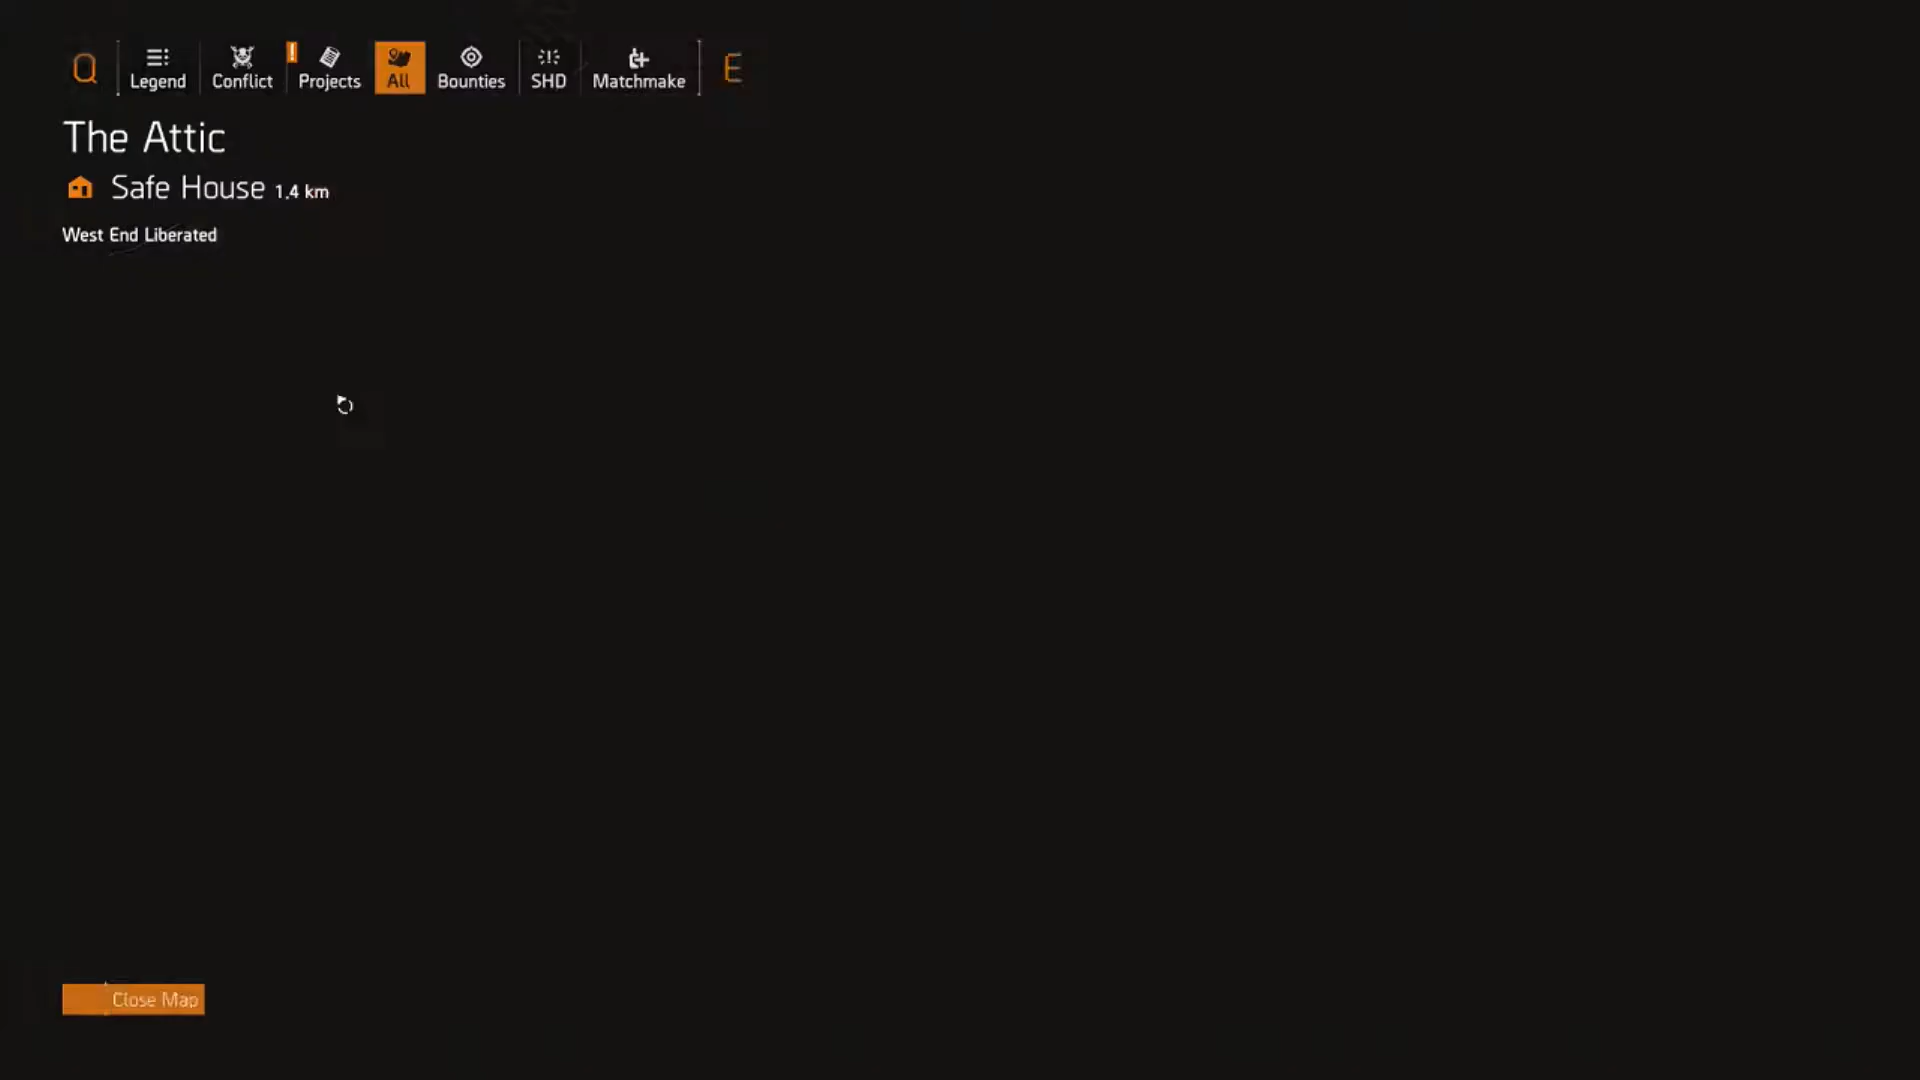 Q Legend Conflict ! Projects All Bounties SHD Matchmake E
The Attic
Safe House 1.4 km
West End Liberated
Close Map